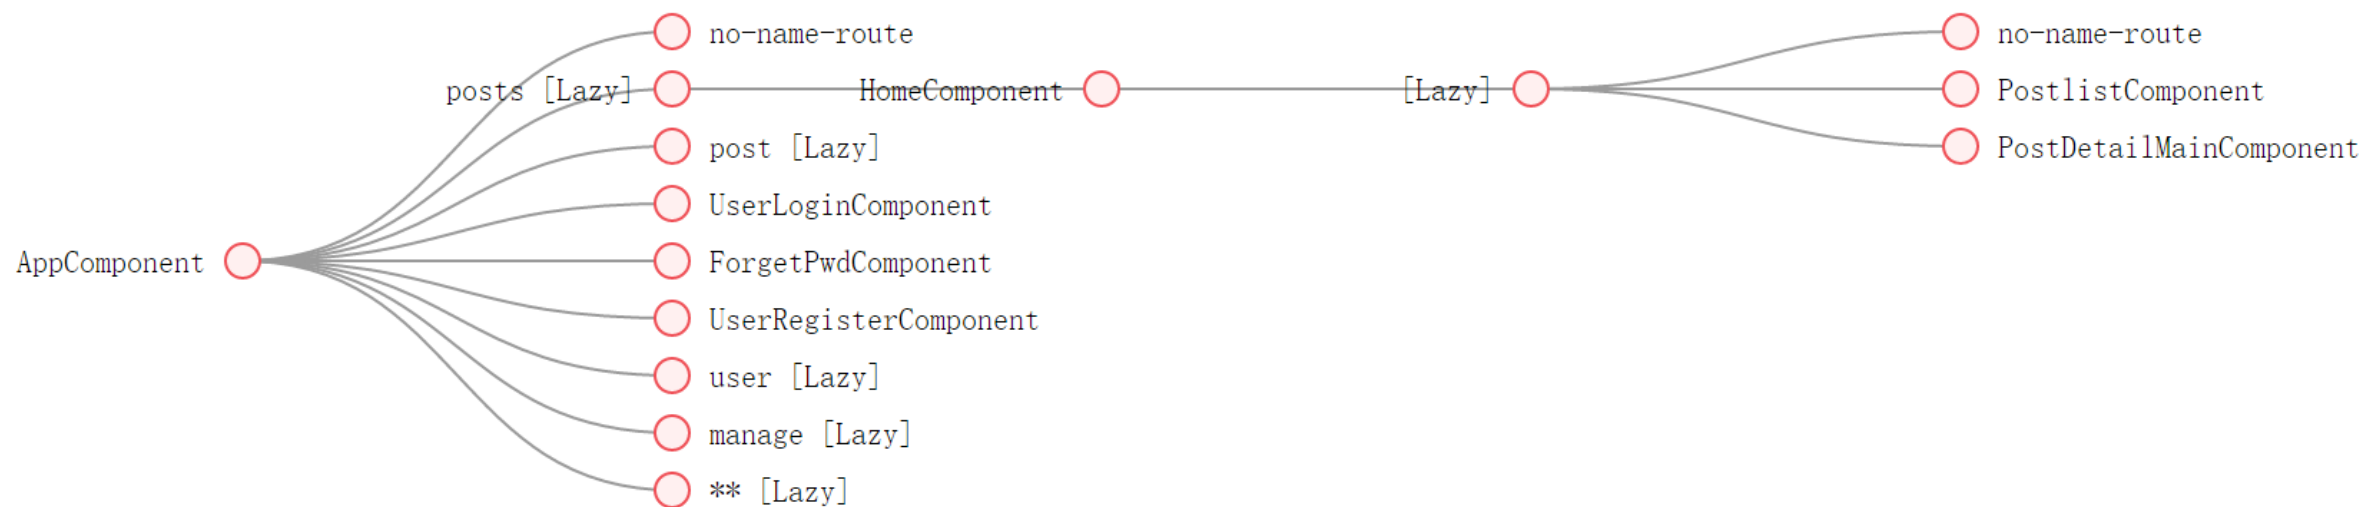 no-name-route
no-name-route
posts [Lazy]
HomeComponent
[Lazy]
PostlistComponent
post [Lazy]
PostDetailMainComponent
UserLoginComponent
AppComponent
ForgetPwdComponent
UserRegisterComponent
user [Lazy]
manage [Lazy]
** [Lazy]